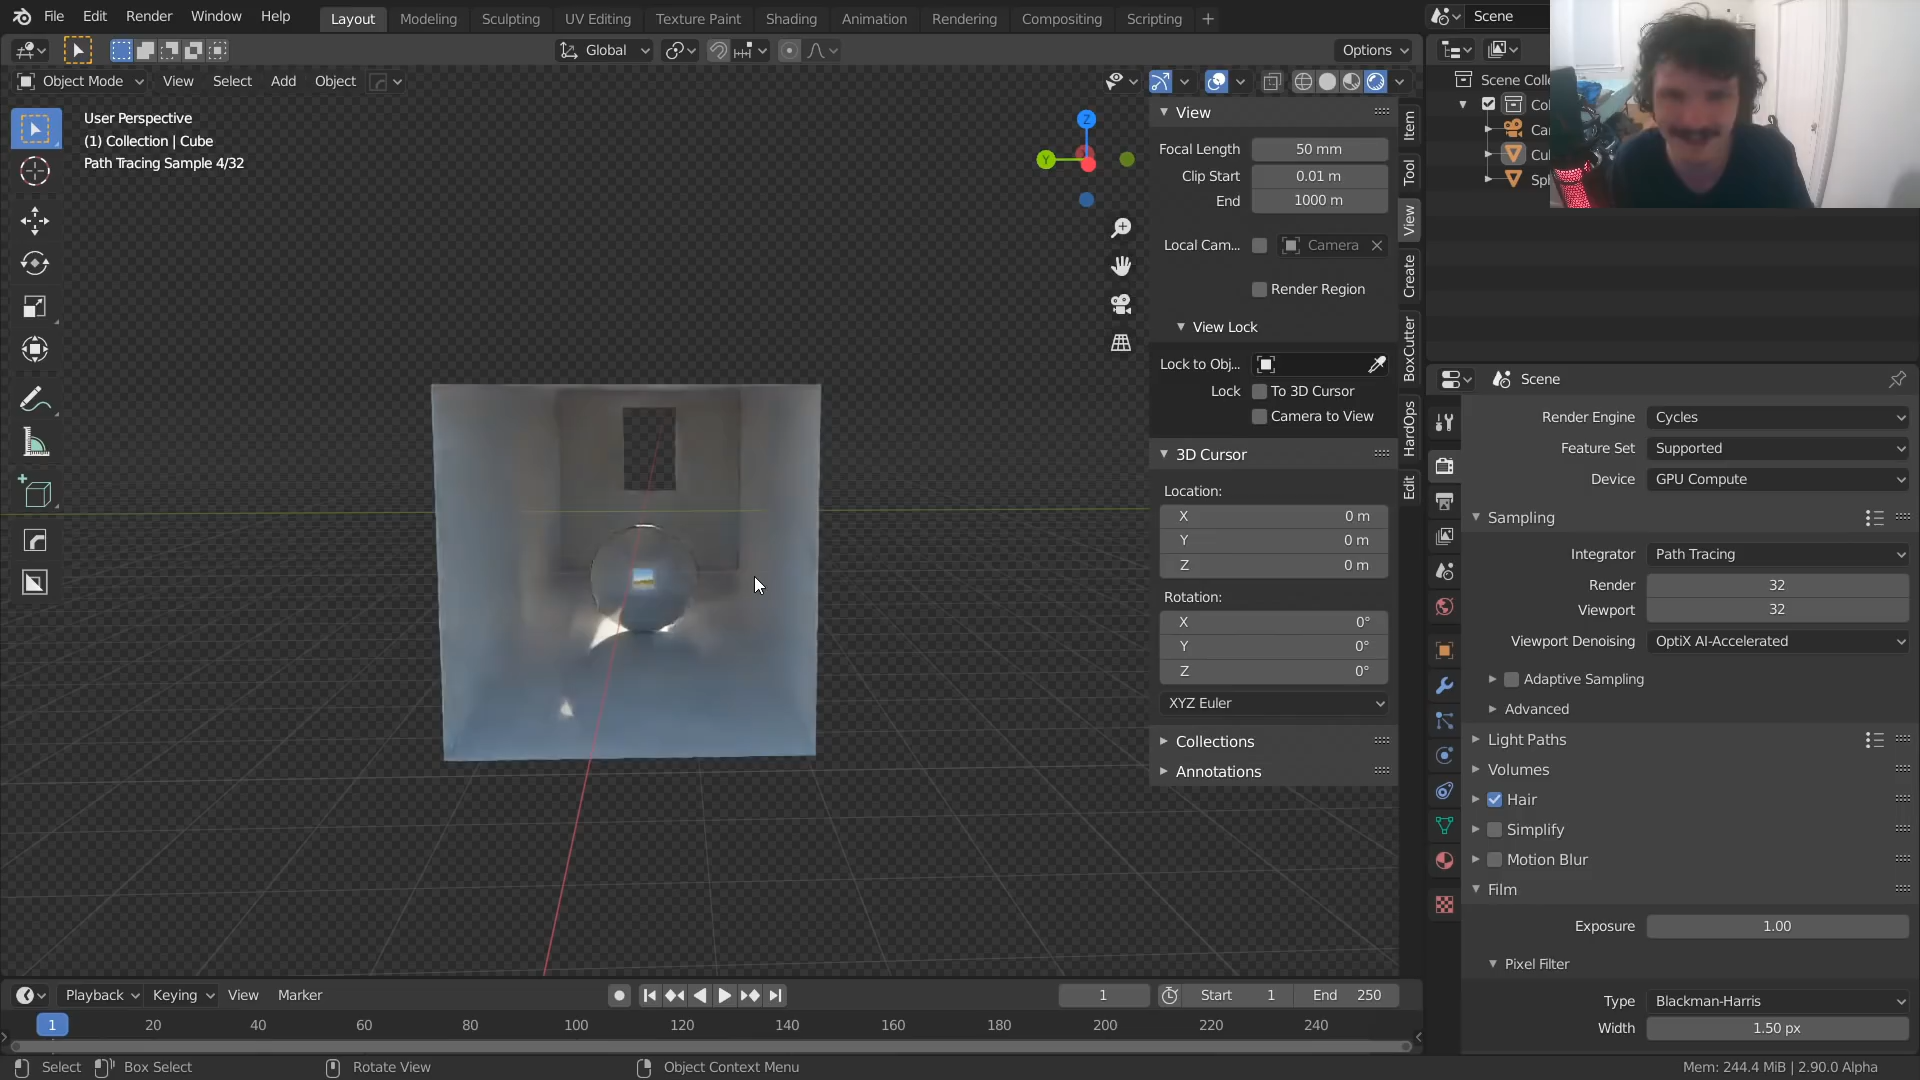 File Edit Render Window Help Layout Modeling Sculpting UV Editing Texture Paint Shading Animation Rendering Compositing Scripting + Scene
Global Options
Object Mode View Select Add Object
User Perspective
(1) Collection | Cube
Path Tracing Sample 4/32
Z
Y
View
Focal Length 50 mm
Clip Start 0.01 m
End 1000 m
Local Cam... Camera
Render Region
View Lock
Lock to Obj...
Lock To 3D Cursor
Camera to View
3D Cursor
Location:
X 0 m
Y 0 m
Z 0 m
Rotation:
X 0°
Y 0°
Z 0°
XYZ Euler
Collections
Annotations
Item
Tool
View
Create
BoxCutter
HardOps
Edit
Scene Colle
Col
Car
Cu
Sph
Scene
Render Engine Cycles
Feature Set Supported
Device GPU Compute
Sampling
Integrator Path Tracing
Render 32
Viewport 32
Viewport Denoising OptiX AI-Accelerated
Adaptive Sampling
Advanced
Light Paths
Volumes
Hair
Simplify
Motion Blur
Film
Exposure 1.00
Pixel Filter
Type Blackman-Harris
Width 1.50 px
Playback Keying View Marker 1 Start 1 End 250
1 20 40 60 80 100 120 140 160 180 200 220 240
Select Box Select Rotate View Object Context Menu Mem: 244.4 MiB | 2.90.0 Alpha